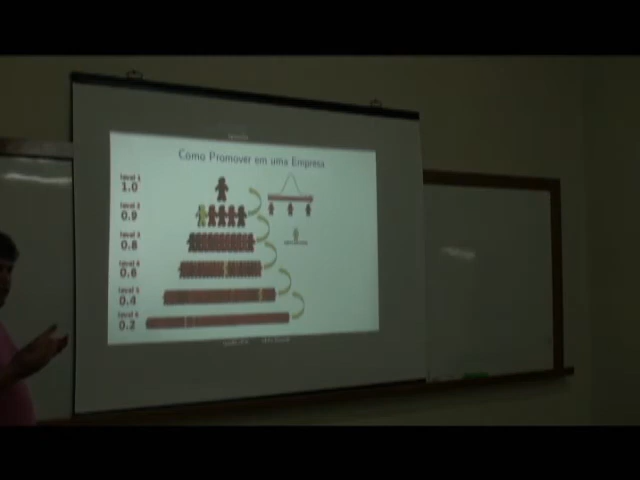 Como Promover em uma Empresa
level 1
1.0
level 2
0.9
level 3
0.8
level 4
0.6
level 5
0.4
level 6
0.2